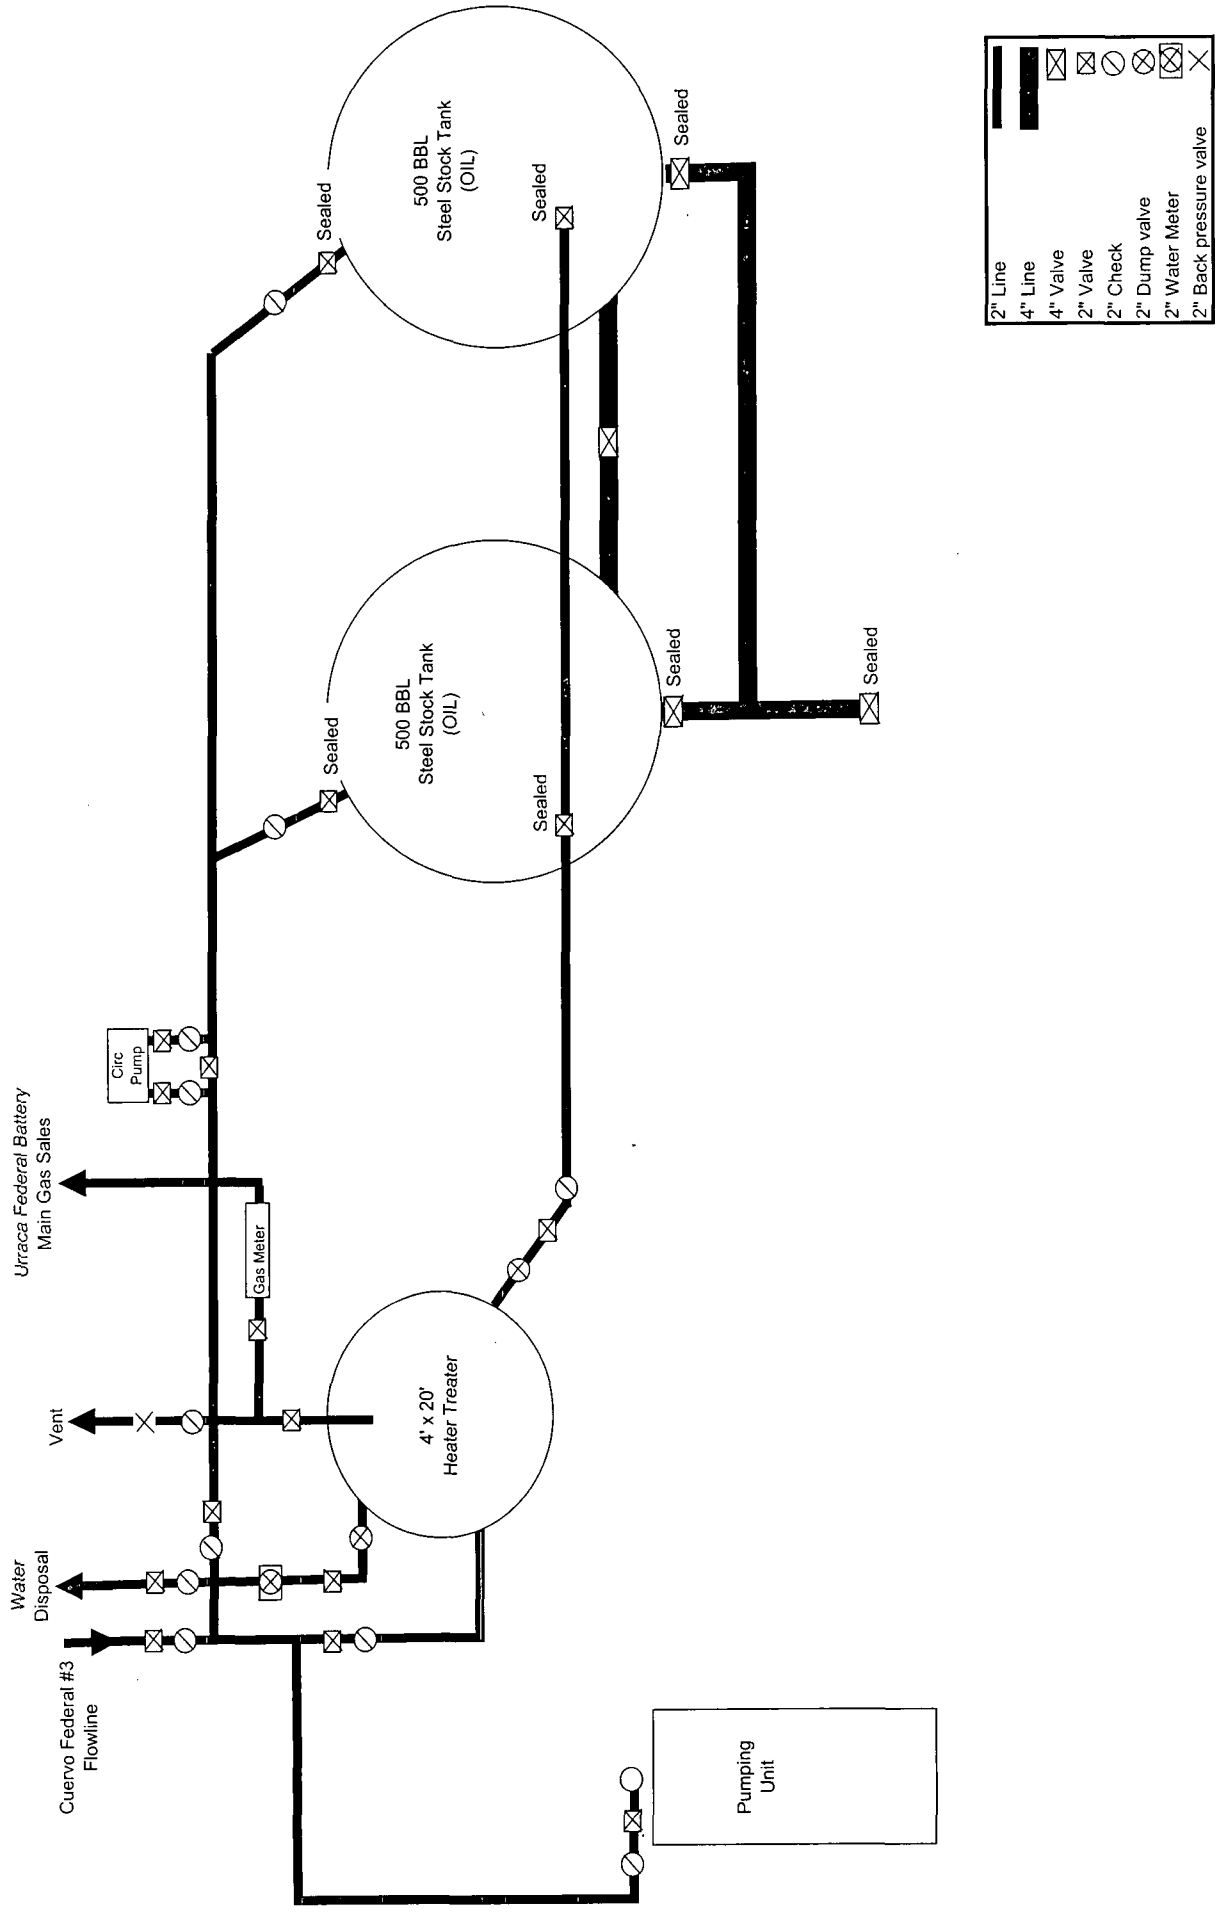 Cuervo Federal #3
Flowline
Water
Disposal
Vent
Urraca Federal Battery
Main Gas Sales
Gas Meter
Circ
Pump
4' x 20'
Heater Treater
Pumping
Unit
Sealed
500 BBL
Steel Stock Tank
(OIL)
Sealed
Sealed
Sealed
Sealed
500 BBL
Steel Stock Tank
(OIL)
Sealed
Sealed
2" Line
4" Line
4" Valve
2" Valve
2" Check
2" Dump valve
2" Water Meter
2" Back pressure valve